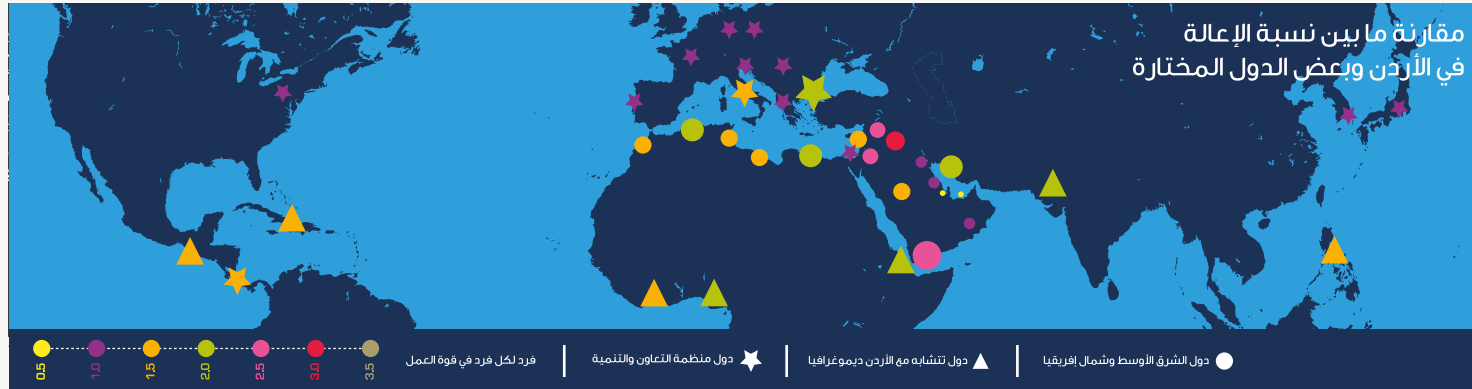 مقارنة ما بين نسبة الإعالة
في الأردن وبعض الدول المختارة
دول الشرق الأوسط وشمال إفريقيا
دول تتشابه مع الأردن ديموغرافيا
دول منظمة التعاون والتنمية
فرد لكل فرد في قوة العمل
0.5 1.0 1.5 2.0 2.5 3.0 3.5